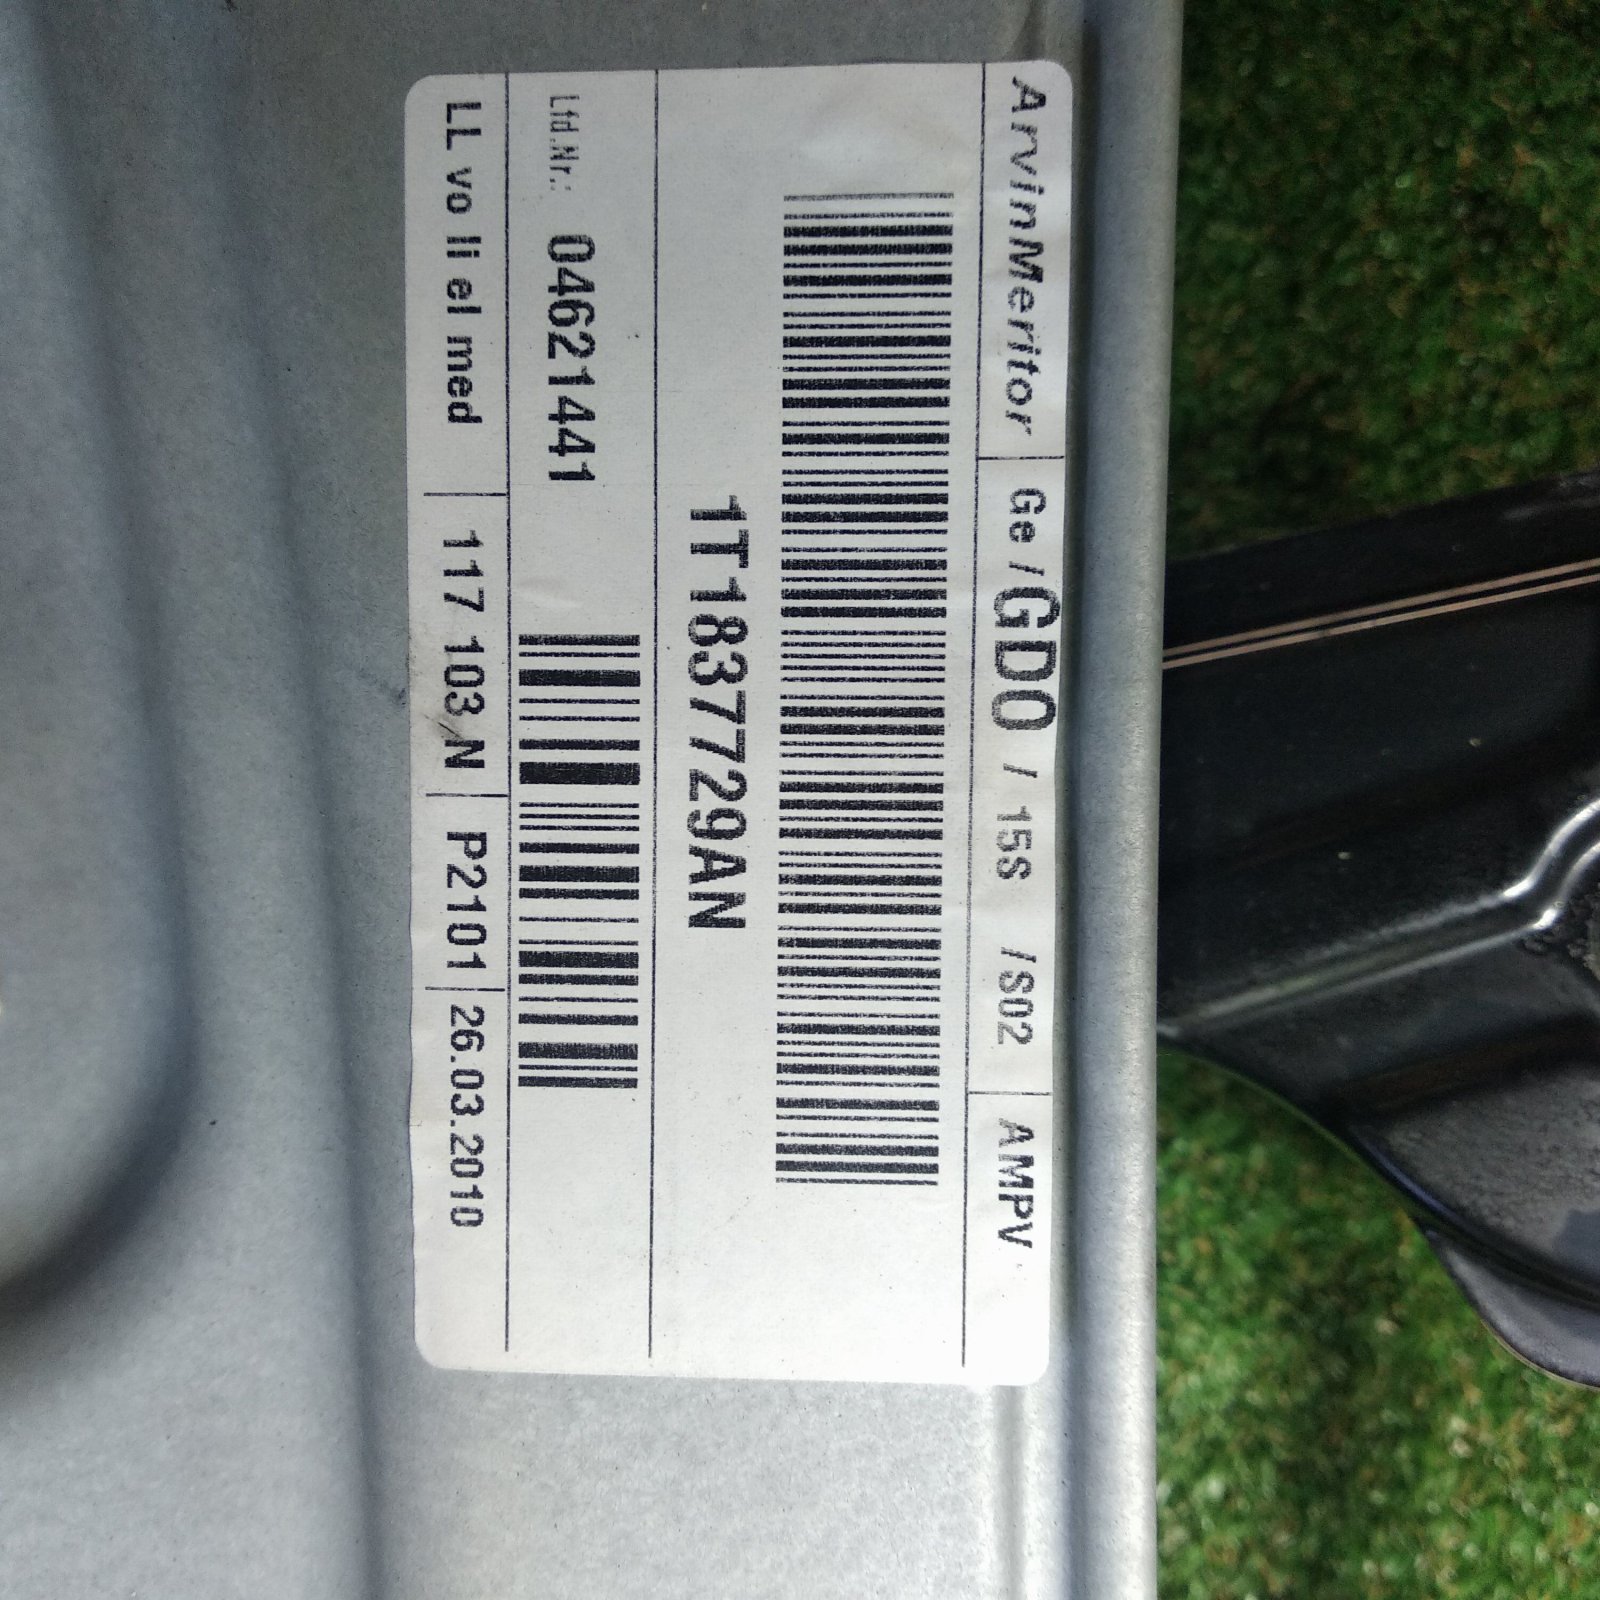 ArvinMeritor Ge /GD0 / 15S /S02 AMPV
1T1837729AN
Lfd.Nr.: 04621441
LL vo li el med 117 103 N P2101 26.03.2010